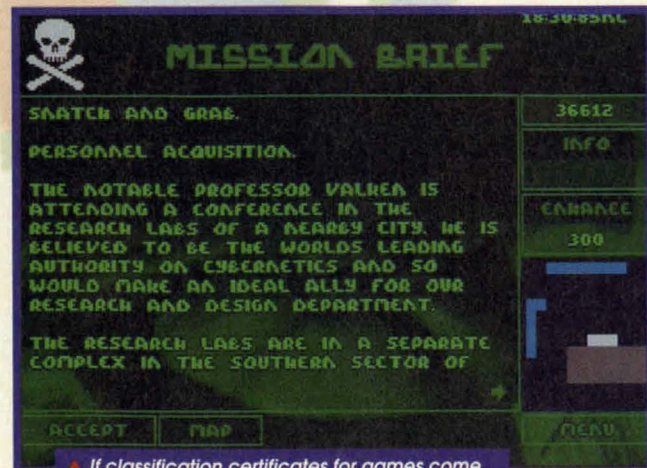 18:30:85NC
MISSION BRIEF
SNATCH AND GRAB.
PERSONNEL ACQUISITION.
THE NOTABLE PROFESSOR VALKEN IS
ATTENDING A CONFERENCE IN THE
RESEARCH LABS OF A NEARBY CITY. HE IS
BELIEVED TO BE THE WORLDS LEADING
AUTHORITY ON CYBERNETICS AND SO
WOULD MAKE AN IDEAL ALLY FOR OUR
RESEARCH AND DESIGN DEPARTMENT.
THE RESEARCH LABS ARE IN A SEPARATE
COMPLEX IN THE SOUTHERN SECTOR OF
36612
INFO
ENHANCE
300
ACCEPT
MAP
MENU
If classification certificates for games come